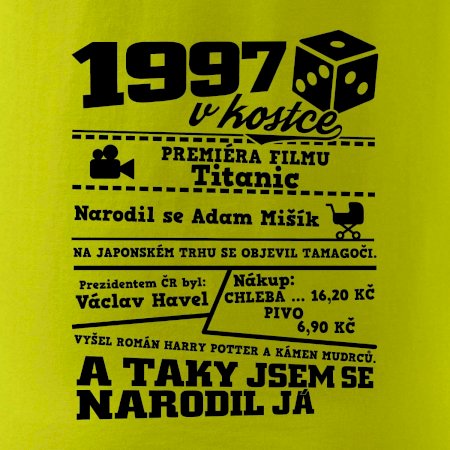 1997
v kostce
PREMIÉRA FILMU
Titanic
Narodil se Adam Mišík
NA JAPONSKÉM TRHU SE OBJEVIL TAMAGOČI.
Prezidentem ČR byl:
Václav Havel
Nákup:
CHLEBA ... 16,20 KČ
PIVO
6,90 KČ
VYŠEL ROMÁN HARRY POTTER A KÁMEN MUDRCŮ.
A TAKY JSEM SE
NARODIL JÁ